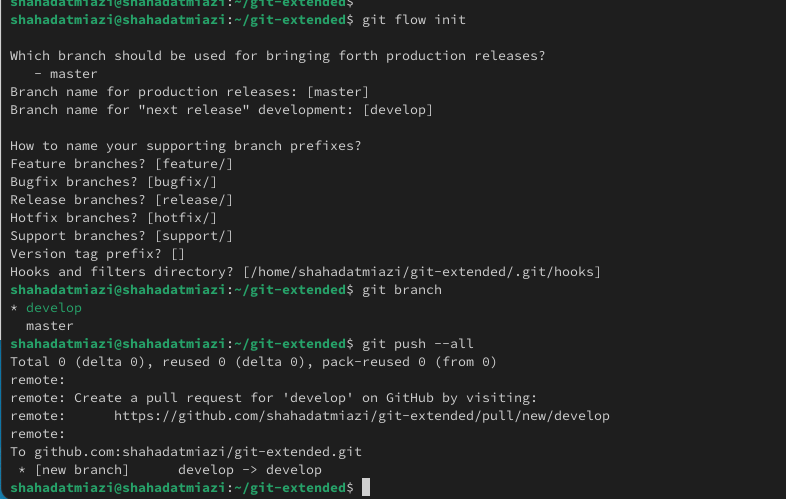 shahadatmiazi@shahadatmiazi:~/git-extended$
shahadatmiazi@shahadatmiazi:~/git-extended$ git flow init
Which branch should be used for bringing forth production releases?
   - master
Branch name for production releases: [master]
Branch name for "next release" development: [develop]
How to name your supporting branch prefixes?
Feature branches? [feature/]
Bugfix branches? [bugfix/]
Release branches? [release/]
Hotfix branches? [hotfix/]
Support branches? [support/]
Version tag prefix? []
Hooks and filters directory? [/home/shahadatmiazi/git-extended/.git/hooks]
shahadatmiazi@shahadatmiazi:~/git-extended$ git branch
* develop
  master
shahadatmiazi@shahadatmiazi:~/git-extended$ git push --all
Total 0 (delta 0), reused 0 (delta 0), pack-reused 0 (from 0)
remote:
remote: Create a pull request for 'develop' on GitHub by visiting:
remote:      https://github.com/shahadatmiazi/git-extended/pull/new/develop
remote:
To github.com:shahadatmiazi/git-extended.git
 * [new branch]      develop -> develop
shahadatmiazi@shahadatmiazi:~/git-extended$